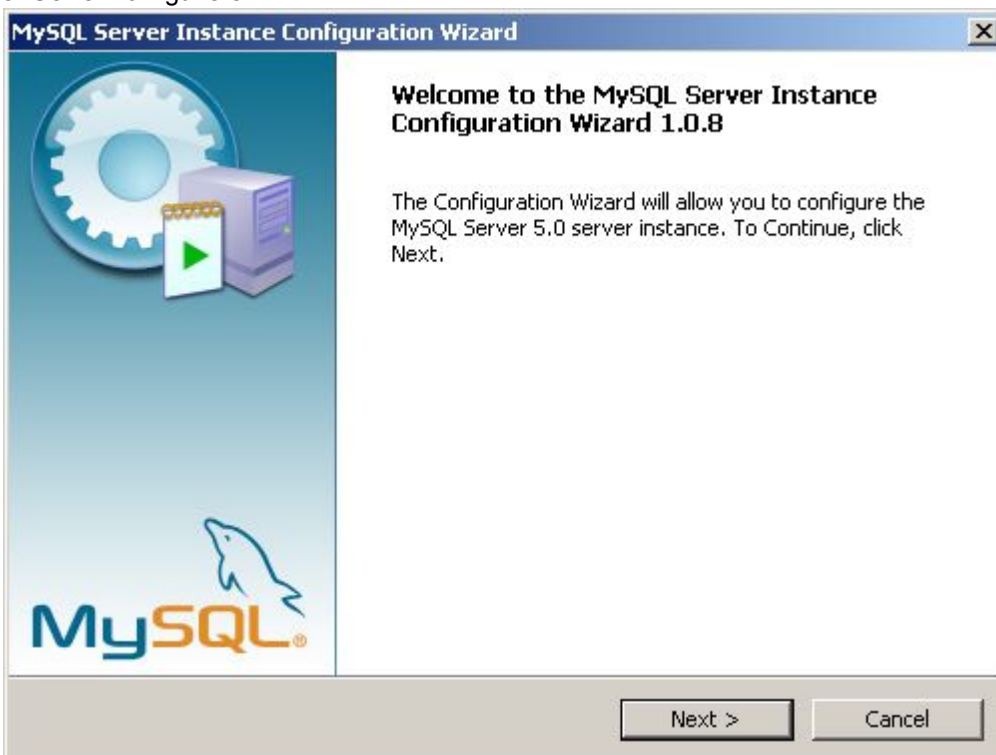 MySQL Server Instance Configuration Wizard
Welcome to the MySQL Server Instance
Configuration Wizard 1.0.8
The Configuration Wizard will allow you to configure the
MySQL Server 5.0 server instance. To Continue, click
Next.
MySQL®
Next >
Cancel